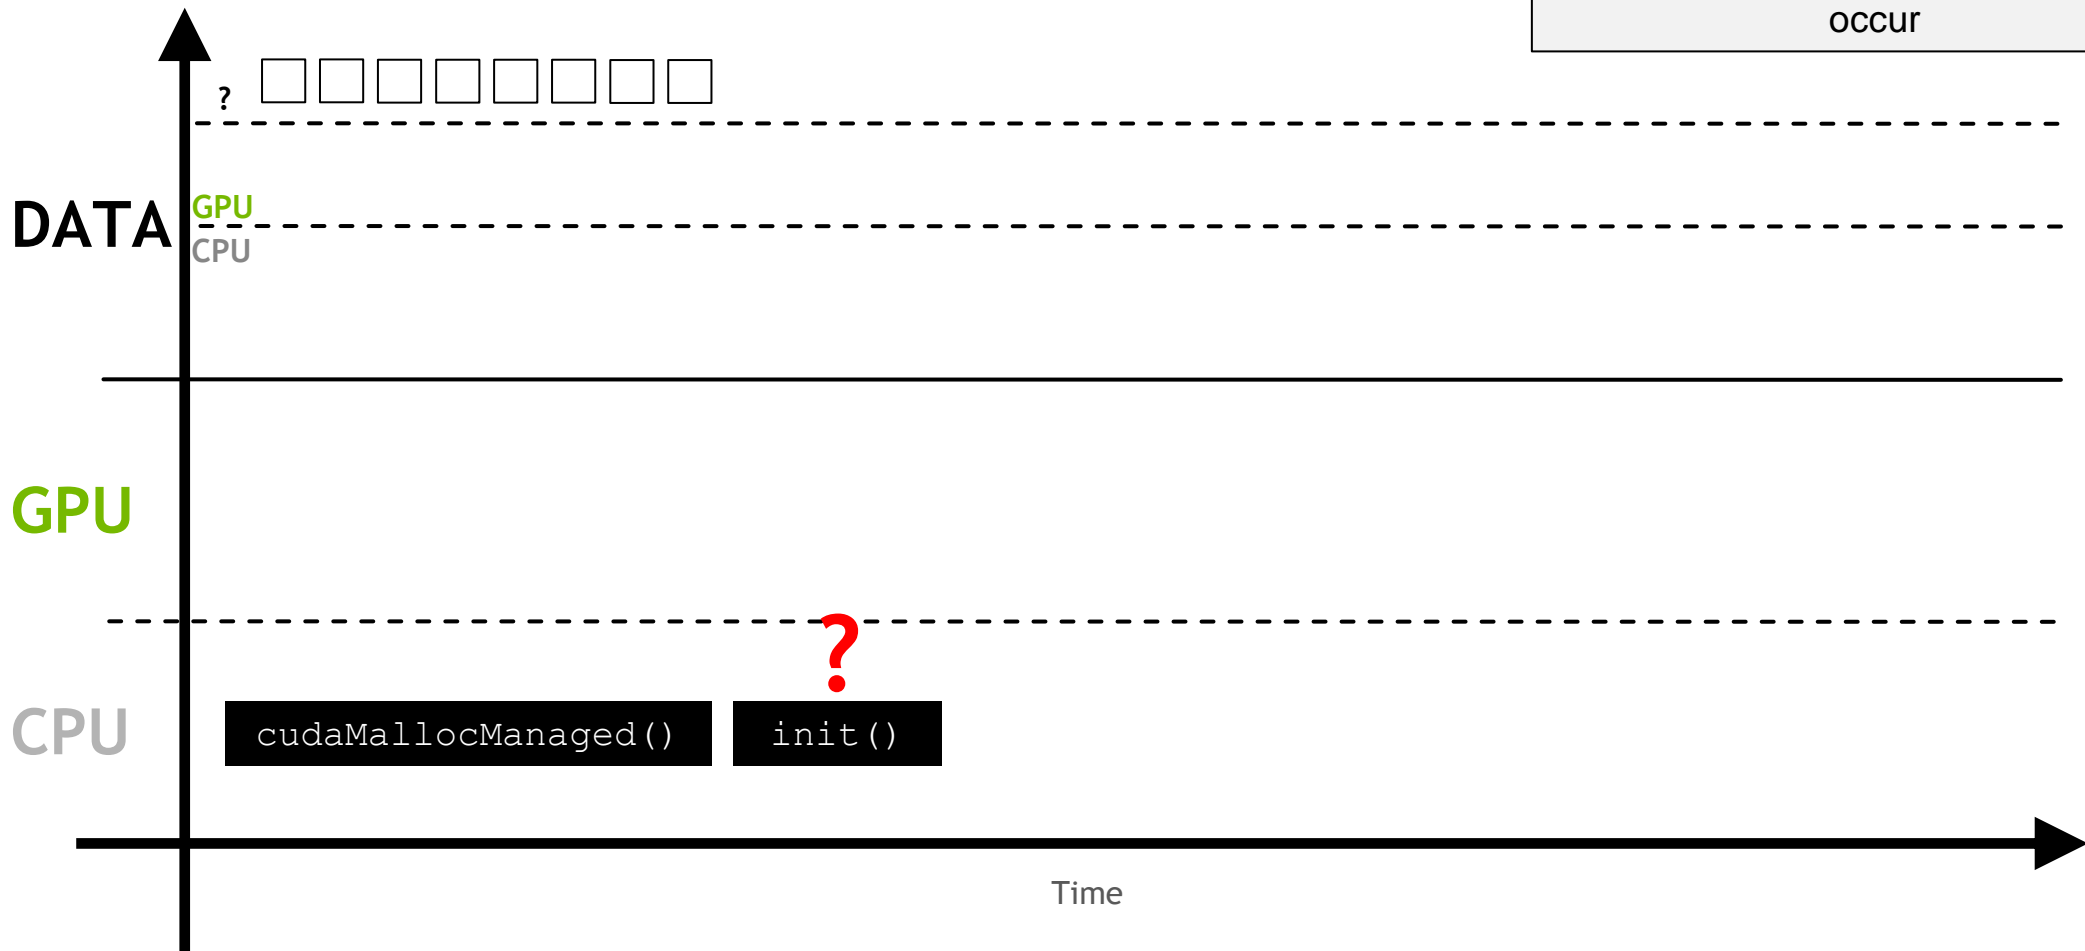 occur
?
DATA
GPU
CPU
GPU
?
CPU
cudaMallocManaged()
init()
Time